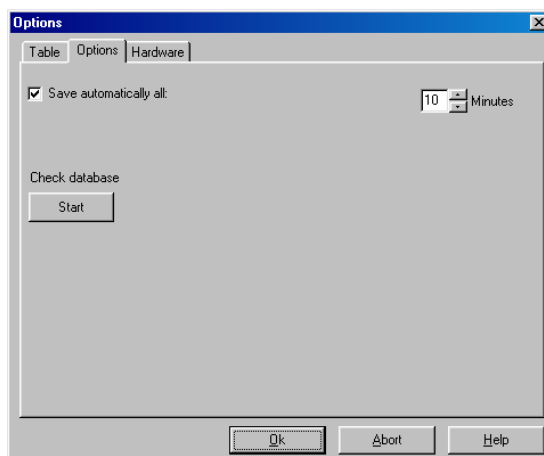 Options
Table Options Hardware
Save automatically all: 10 Minutes
Check database
Start
Ok Abort Help